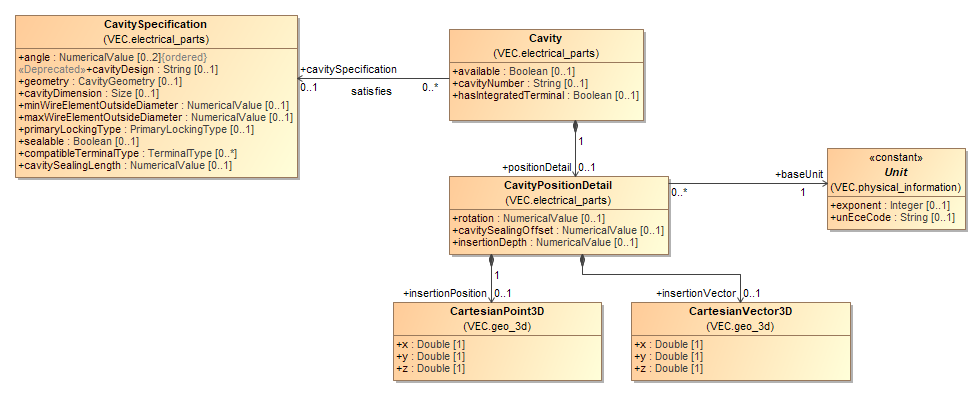 CavitySpecification
(VEC.electrical_parts)
+angle : NumericalValue [0..2]{ordered}
«Deprecated»+cavityDesign : String [0..1]
+geometry : CavityGeometry [0..1]
+cavityDimension : Size [0..1]
+minWireElementOutsideDiameter : NumericalValue [0..1]
+maxWireElementOutsideDiameter : NumericalValue [0..1]
+primaryLockingType : PrimaryLockingType [0..1]
+sealable : Boolean [0..1]
+compatibleTerminalType : TerminalType [0..*]
+cavitySealingLength : NumericalValue [0..1]
+cavitySpecification
0..1
satisfies
0..*
Cavity
(VEC.electrical_parts)
+available : Boolean [0..1]
+cavityNumber : String [0..1]
+hasIntegratedTerminal : Boolean [0..1]
1
+positionDetail
0..1
CavityPositionDetail
(VEC.electrical_parts)
+rotation : NumericalValue [0..1]
+cavitySealingOffset : NumericalValue [0..1]
+insertionDepth : NumericalValue [0..1]
0..*
+baseUnit
1
«constant»
Unit
(VEC.physical_information)
+exponent : Integer [0..1]
+unEceCode : String [0..1]
1
+insertionPosition
0..1
+insertionVector
0..1
CartesianPoint3D
(VEC.geo_3d)
+x : Double [1]
+y : Double [1]
+z : Double [1]
CartesianVector3D
(VEC.geo_3d)
+x : Double [1]
+y : Double [1]
+z : Double [1]